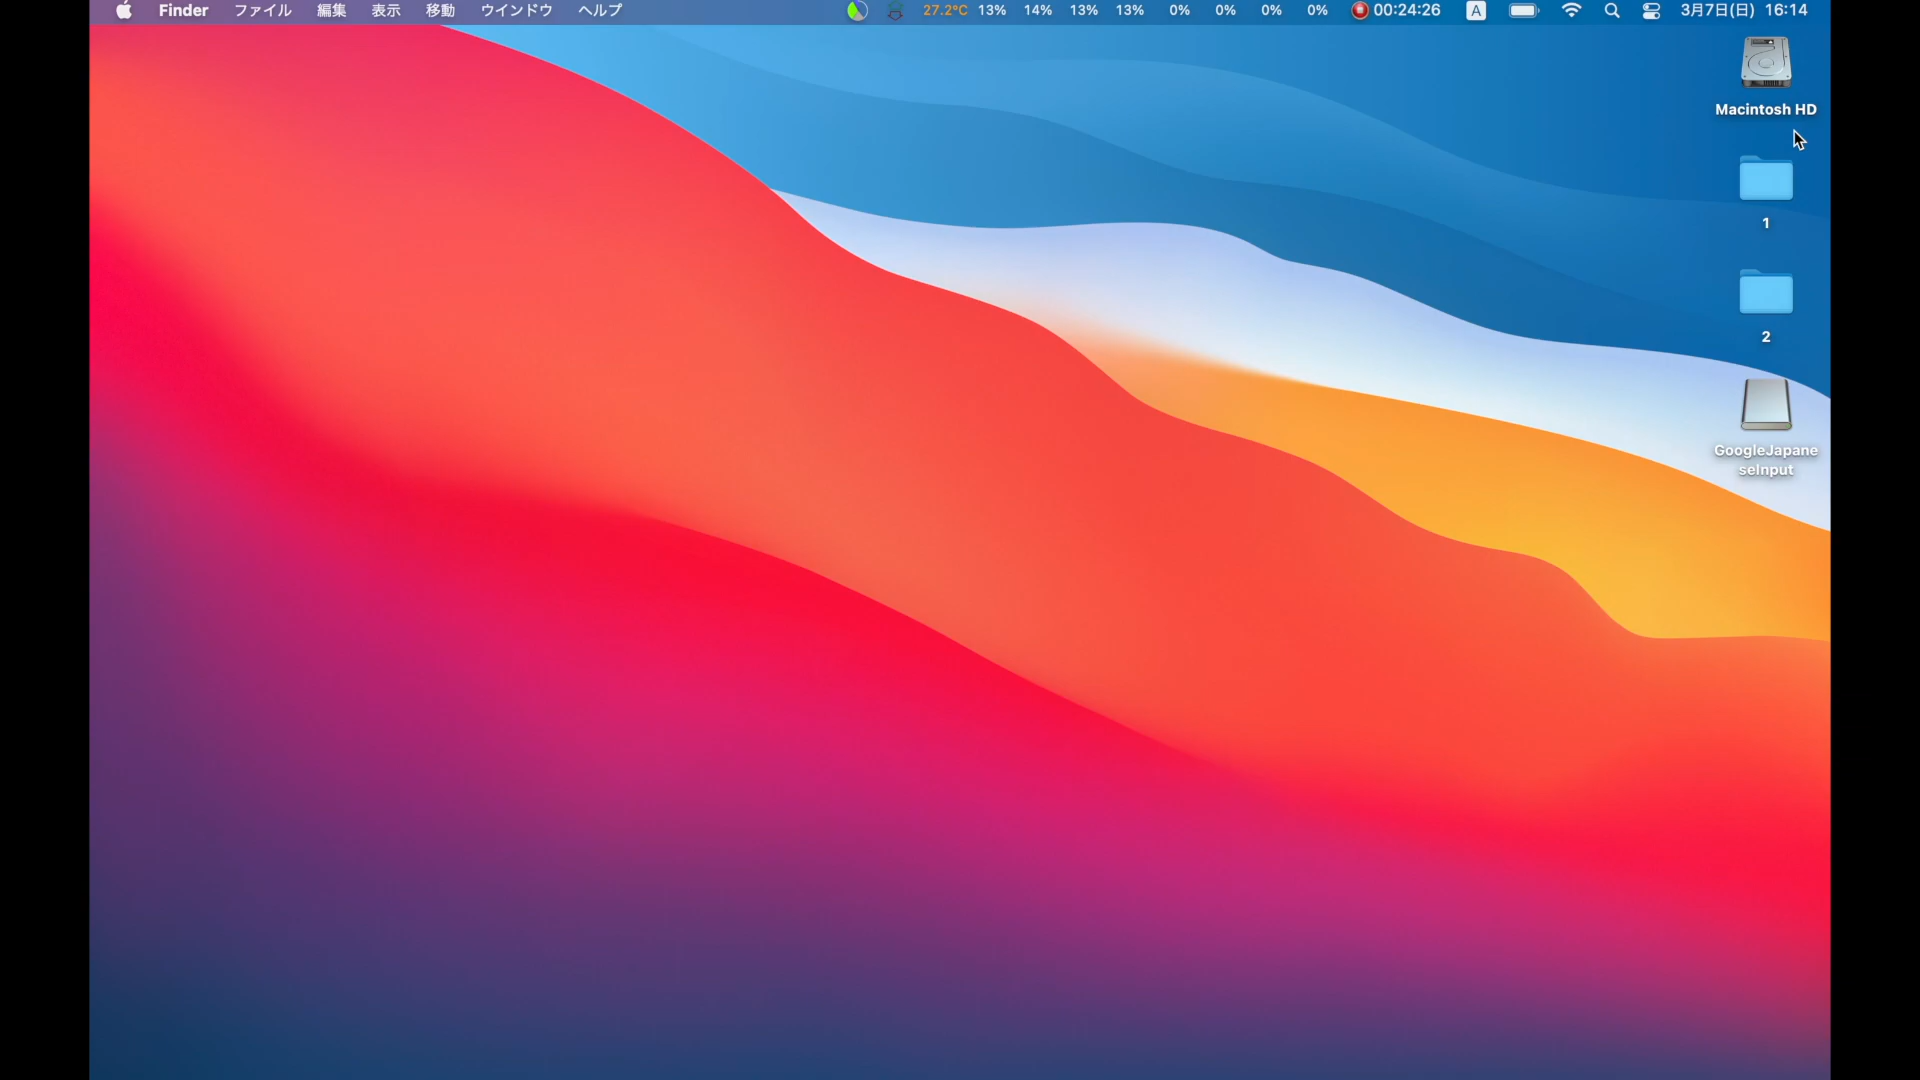 Finder ファイル 編集 表示 移動 ウインドウ ヘルプ 27.2°C 13% 14% 13% 13% 0% 0% 0% 0% 00:24:26 A 3月7日(日) 16:14
Macintosh HD
1
2
GoogleJapane
seInput